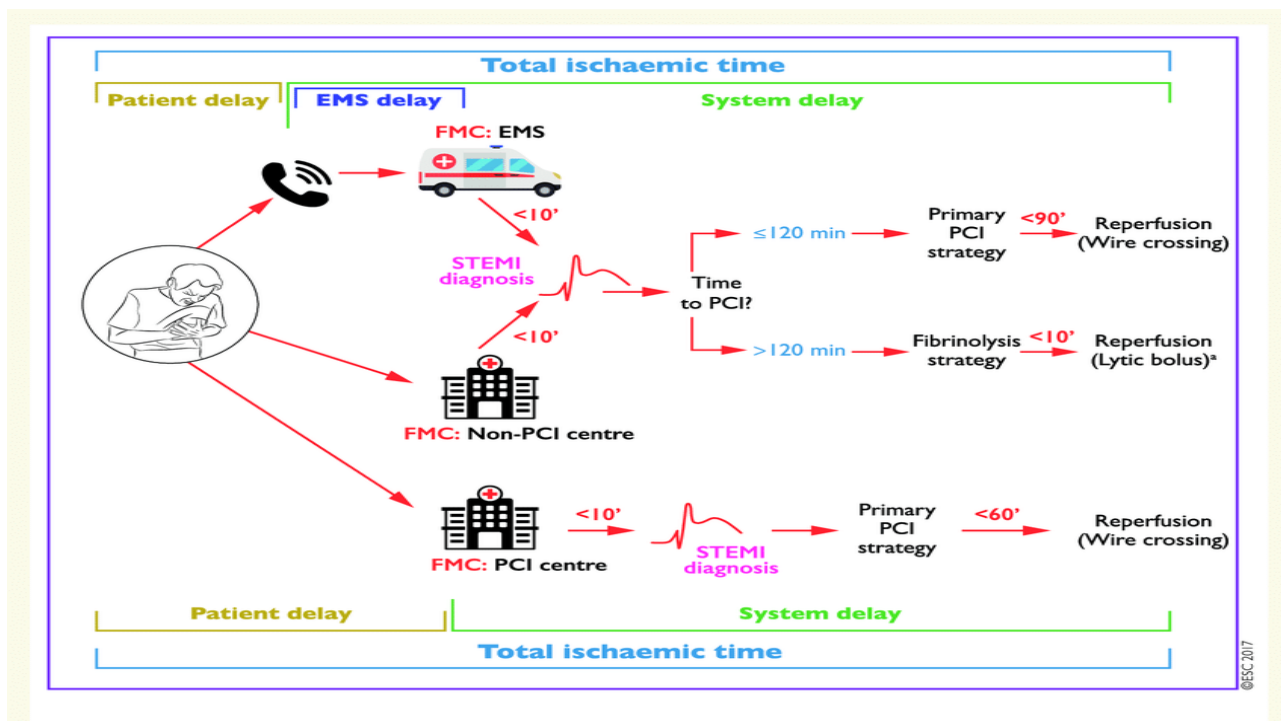 Total ischaemic time
Patient delay
EMS delay
System delay
FMC: EMS
<10'
STEMI
diagnosis
<10'
Time
to PCI?
≤120 min
Primary
PCI
strategy
<90'
Reperfusion
(Wire crossing)
>120 min
Fibrinolysis
strategy
<10'
Reperfusion
(Lytic bolus)ᵃ
FMC: Non-PCI centre
FMC: PCI centre
<10'
STEMI
diagnosis
Primary
PCI
strategy
<60'
Reperfusion
(Wire crossing)
Patient delay
System delay
Total ischaemic time
©ESC 2017